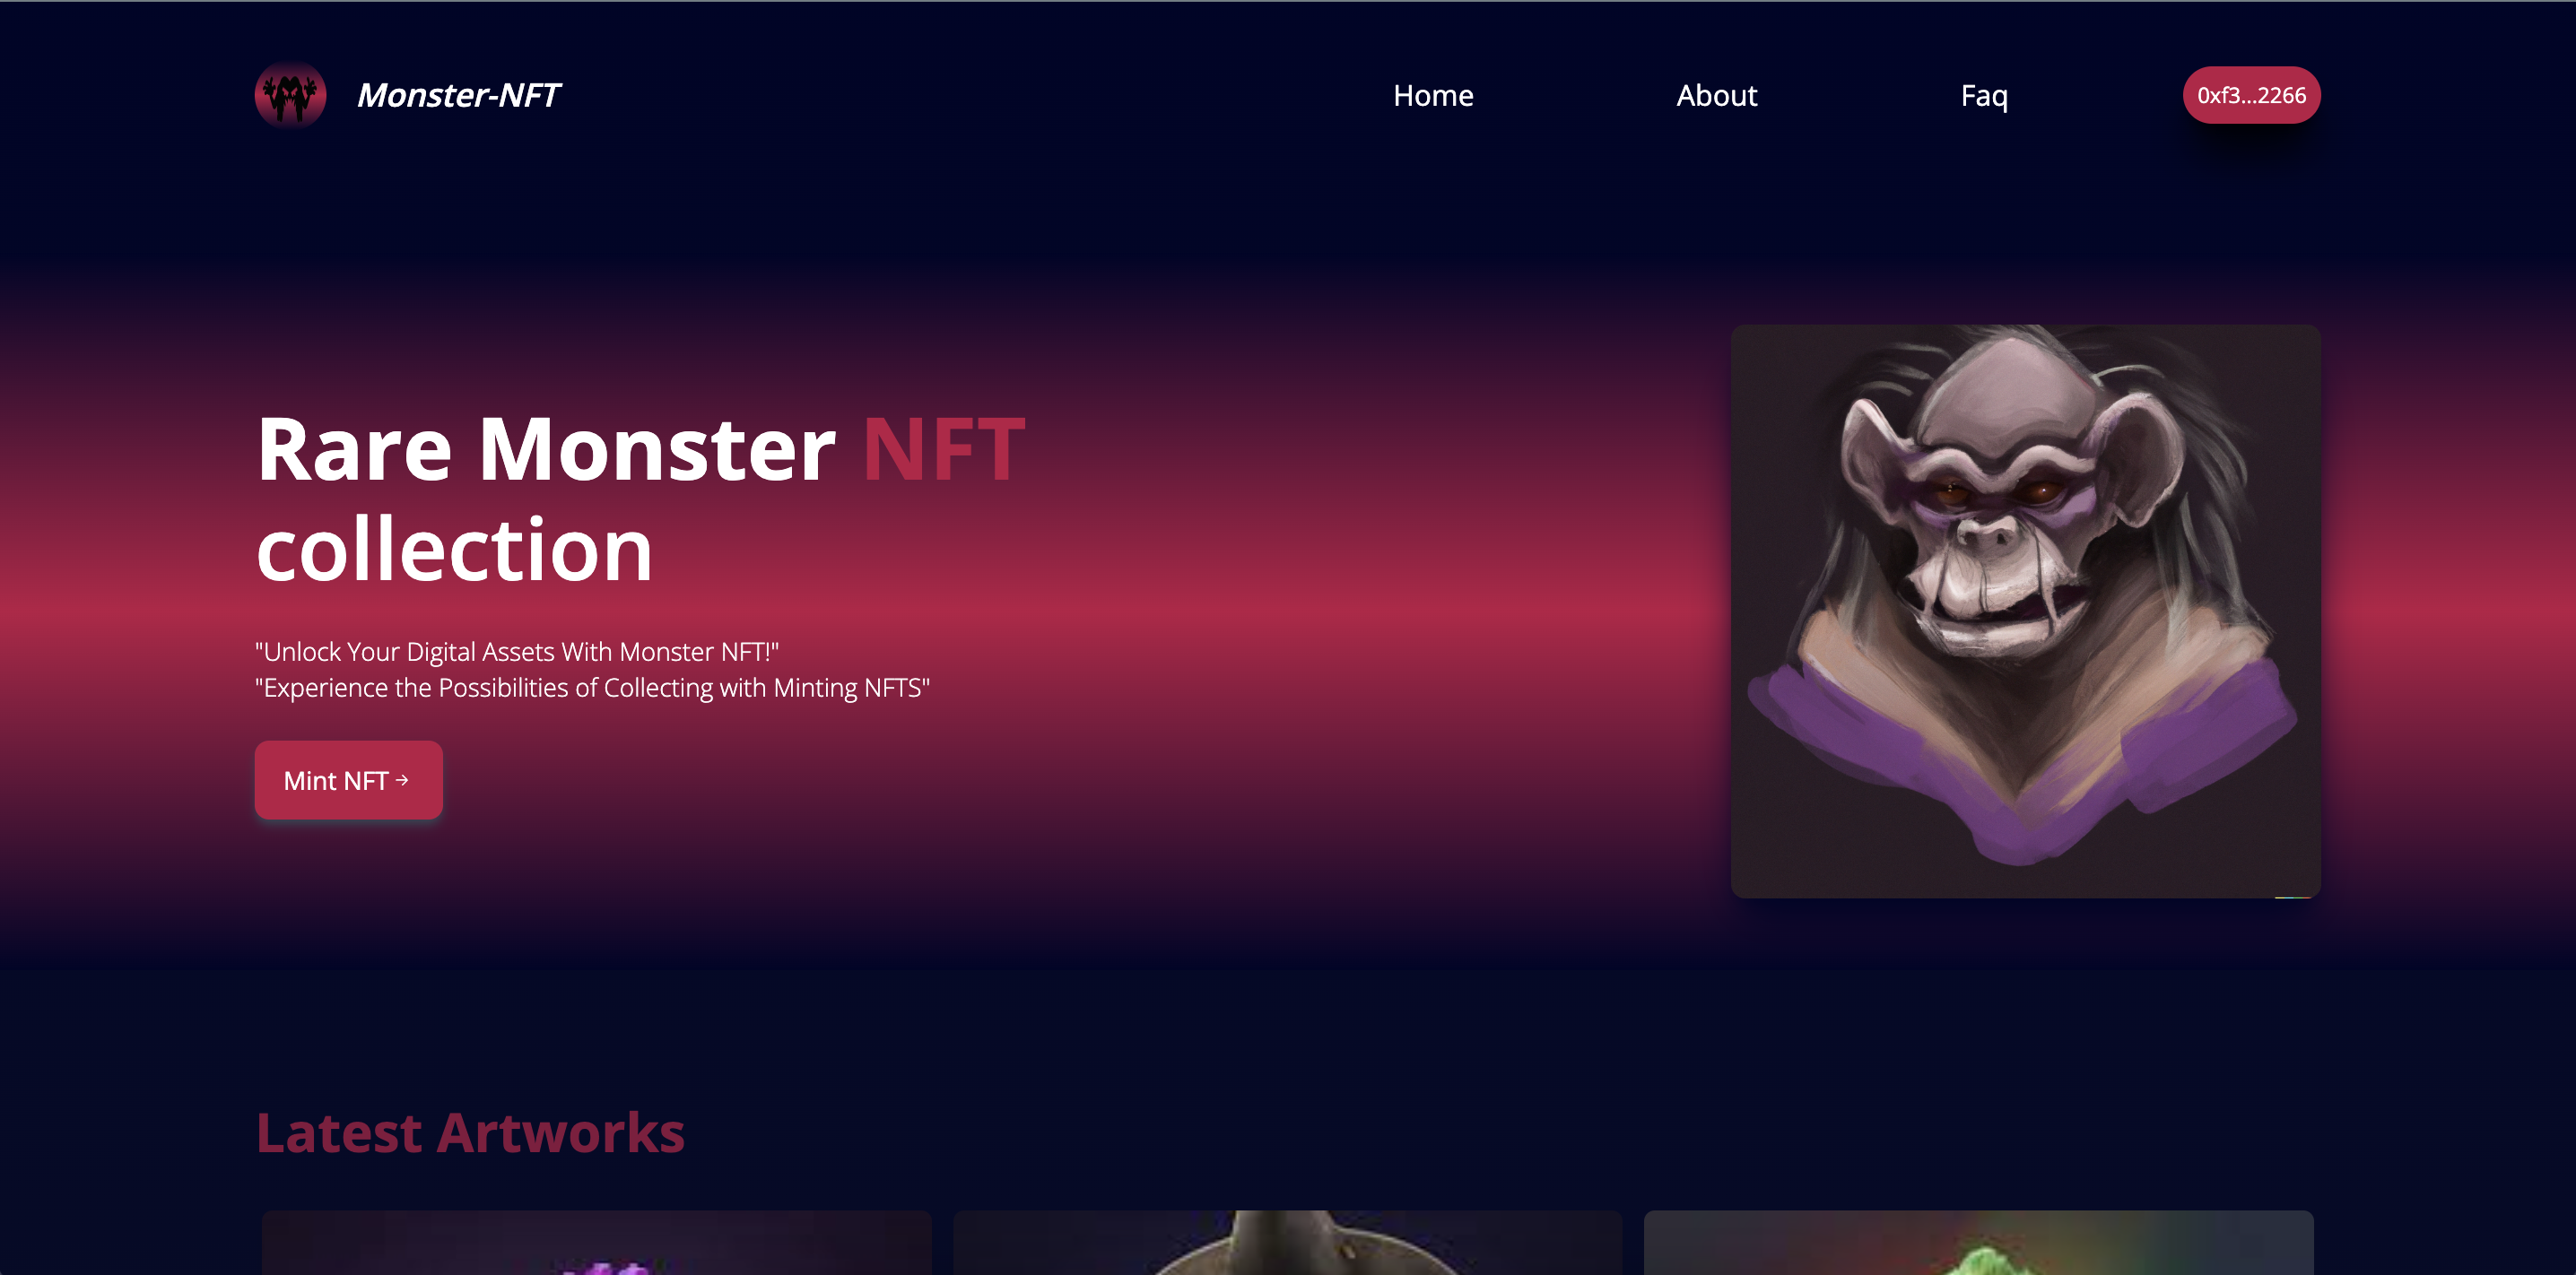 Monster-NFT
Home
About
Faq
0xf3...2266
Rare Monster NFT
collection
"Unlock Your Digital Assets With Monster NFT!"
"Experience the Possibilities of Collecting with Minting NFTS"
Mint NFT →
Latest Artworks